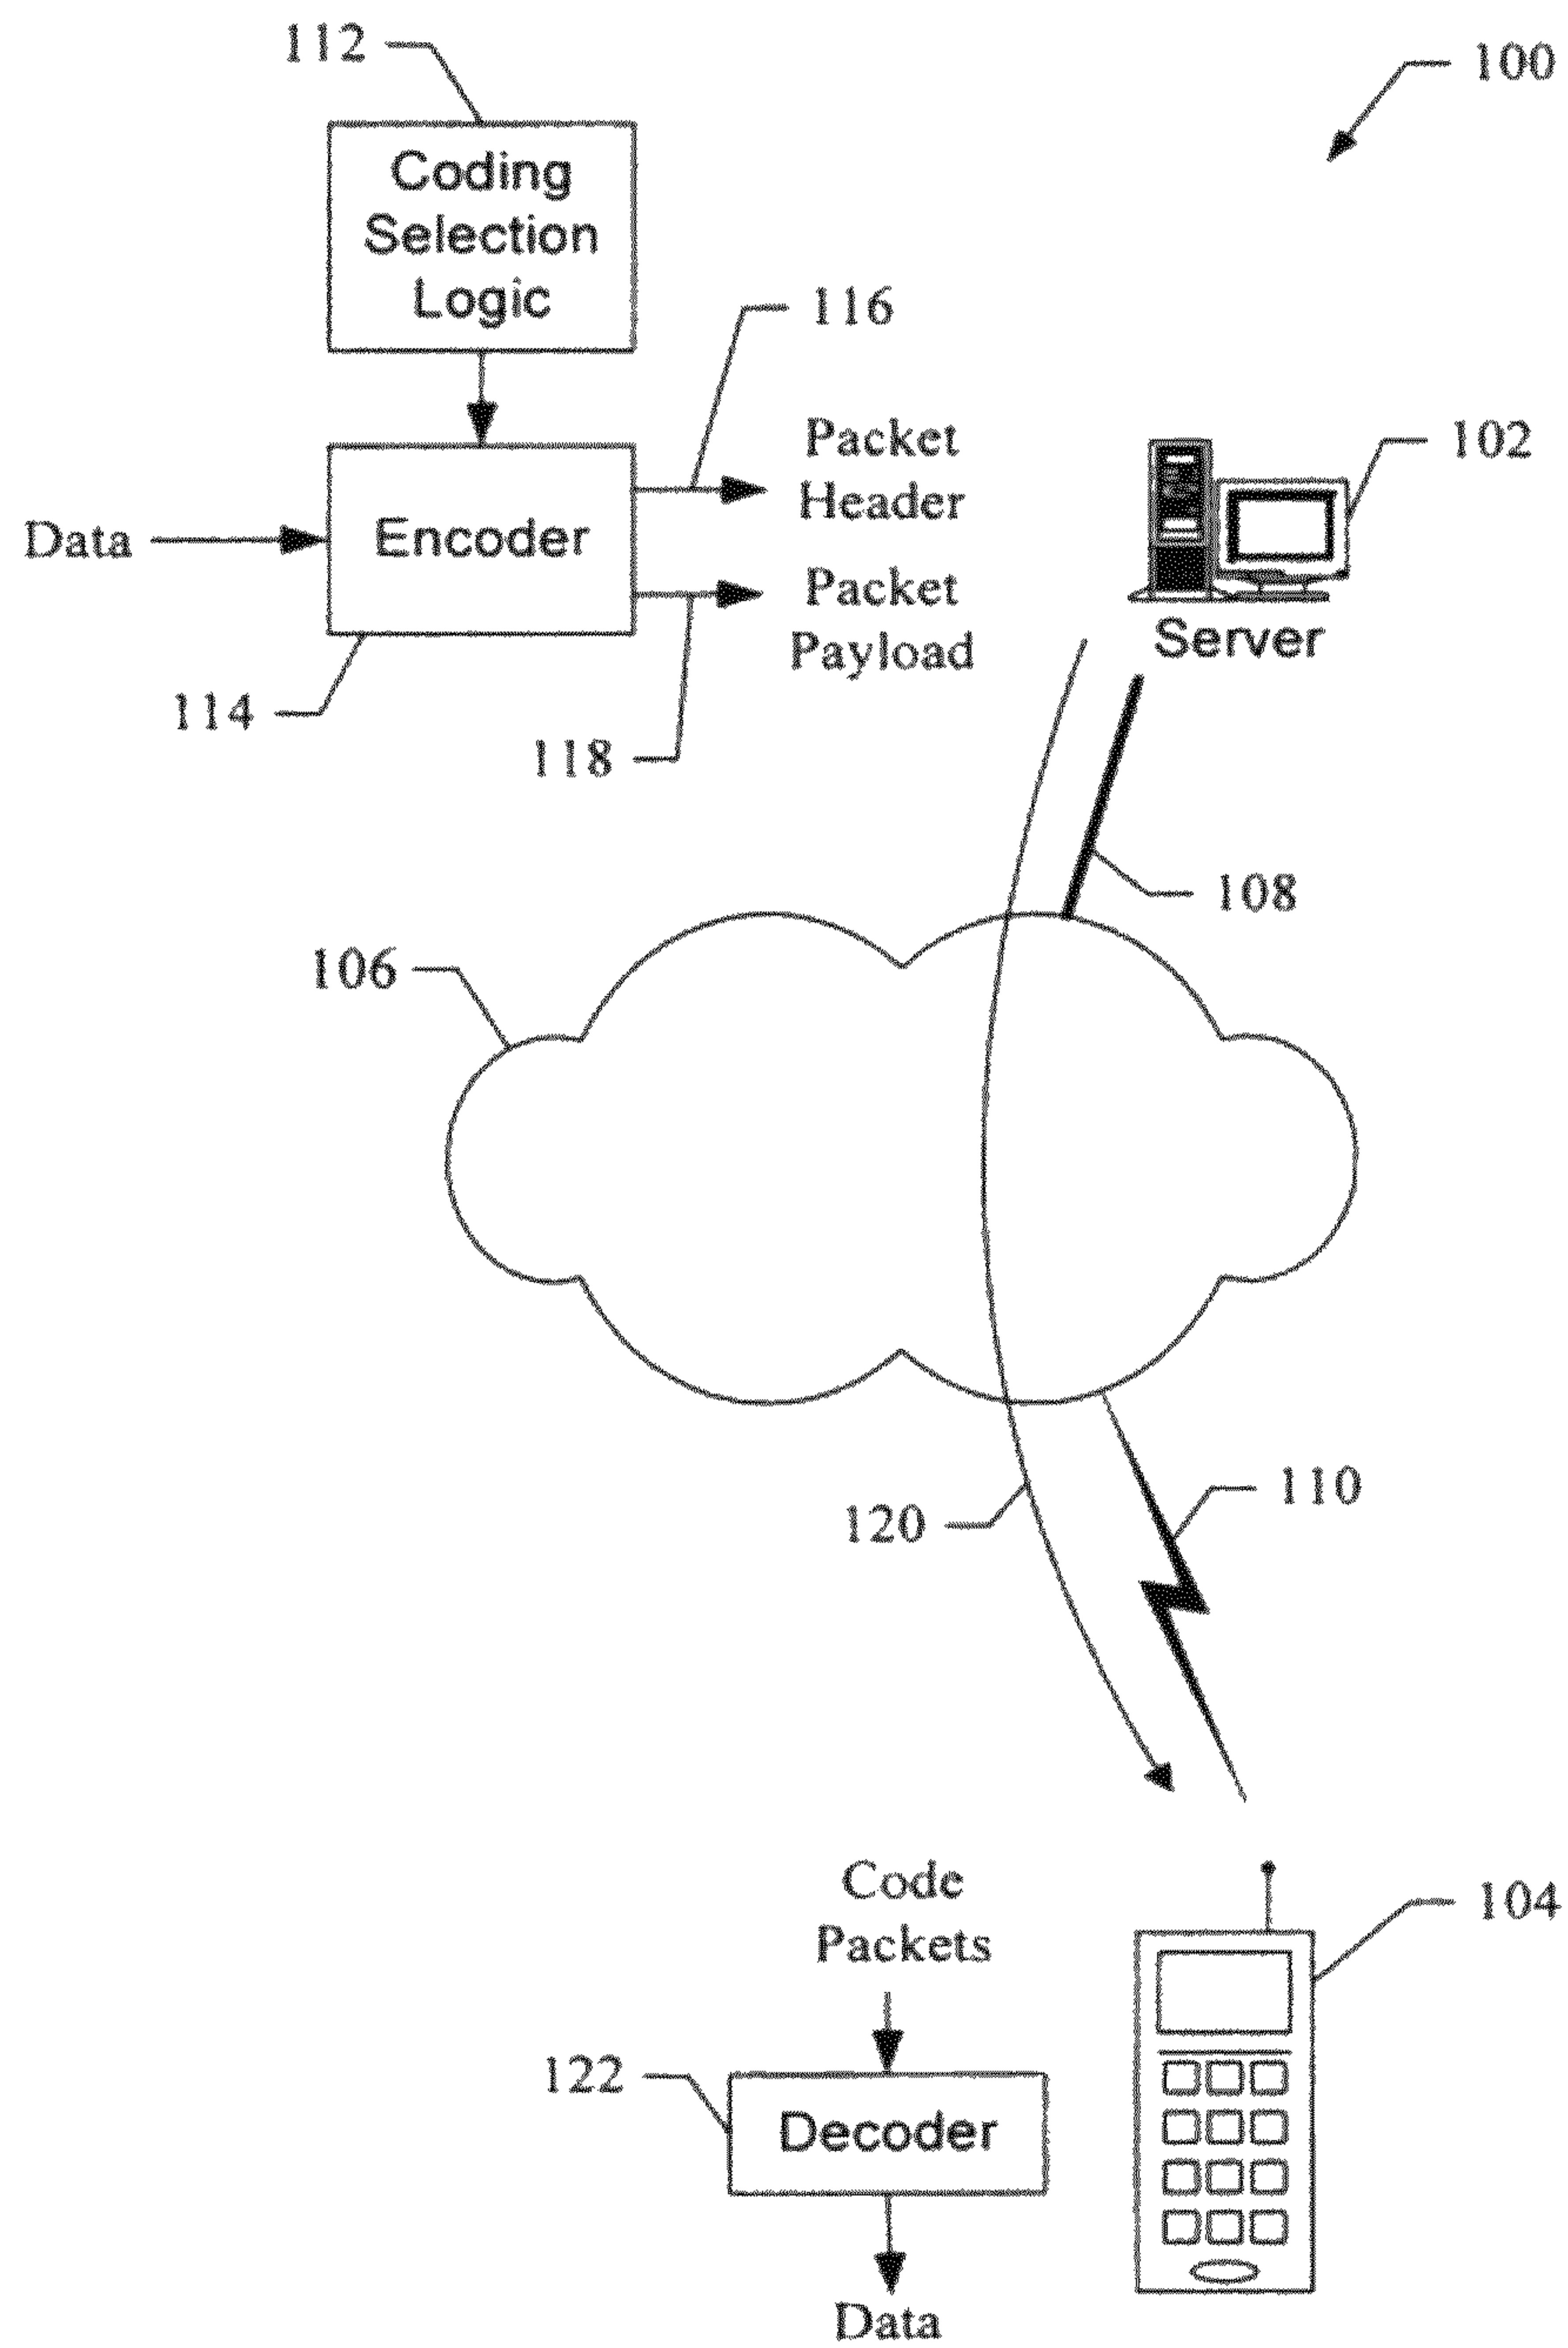 112
100
Coding
Selection
Logic
116
Packet
Header
102
Data
Encoder
Packet
Payload
Server
114
118
108
106
110
120
Code
Packets
104
122
Decoder
Data